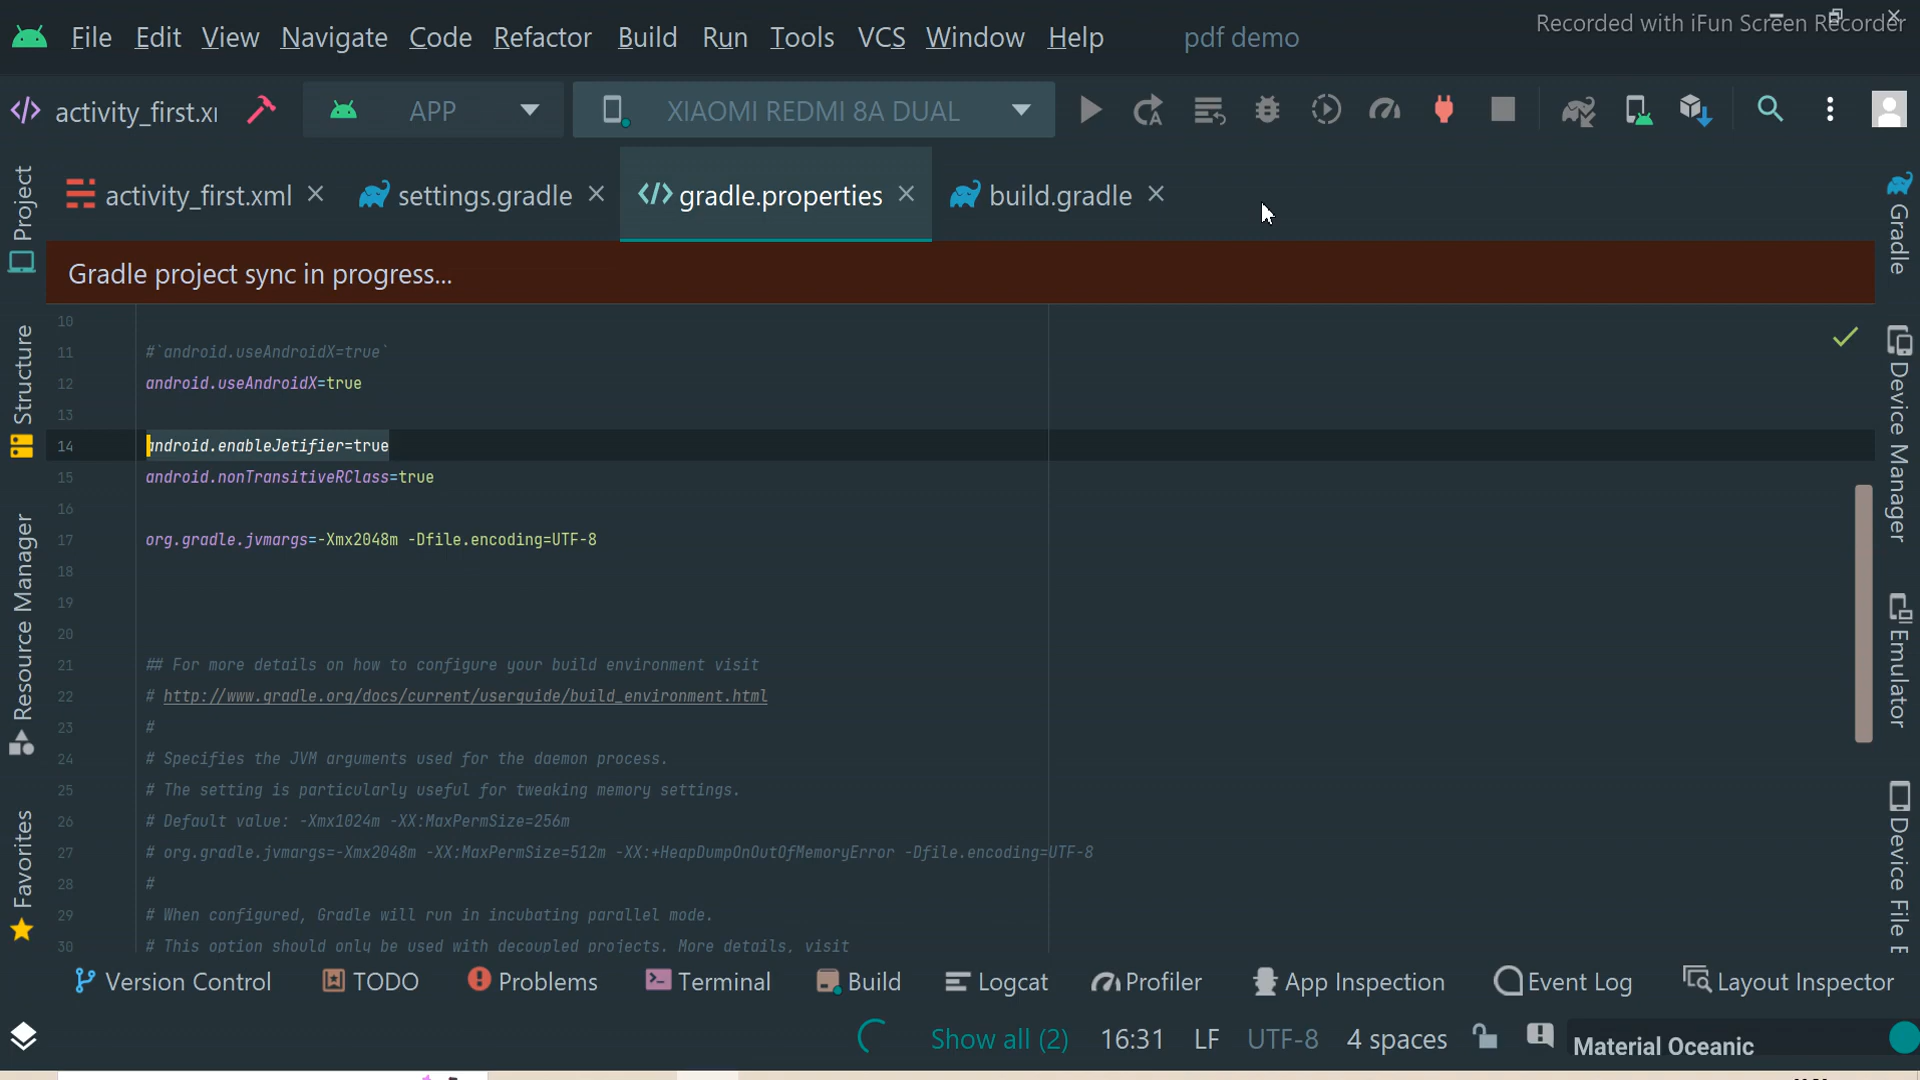 Recorded with iFun Screen Recorder
File Edit View Navigate Code Refactor Build Run Tools VCS Window Help pdf demo
activity_first.xml APP XIAOMI REDMI 8A DUAL
activity_first.xml settings.gradle gradle.properties build.gradle
Gradle project sync in progress...
10
11 #`android.useAndroidX=true`
12 android.useAndroidX=true
13
14 android.enableJetifier=true
15 android.nonTransitiveRClass=true
16
17 org.gradle.jvmargs=-Xmx2048m -Dfile.encoding=UTF-8
18
19
20
21 ## For more details on how to configure your build environment visit
22 # http://www.gradle.org/docs/current/userguide/build_environment.html
23 #
24 # Specifies the JVM arguments used for the daemon process.
25 # The setting is particularly useful for tweaking memory settings.
26 # Default value: -Xmx1024m -XX:MaxPermSize=256m
27 # org.gradle.jvmargs=-Xmx2048m -XX:MaxPermSize=512m -XX:+HeapDumpOnOutOfMemoryError -Dfile.encoding=UTF-8
28 #
29 # When configured, Gradle will run in incubating parallel mode.
30 # This option should only be used with decoupled projects. More details, visit
Project
Structure
Resource Manager
Favorites
Gradle
Device Manager
Emulator
Device File E
Version Control TODO Problems Terminal Build Logcat Profiler App Inspection Event Log Layout Inspector
Show all (2) 16:31 LF UTF-8 4 spaces Material Oceanic